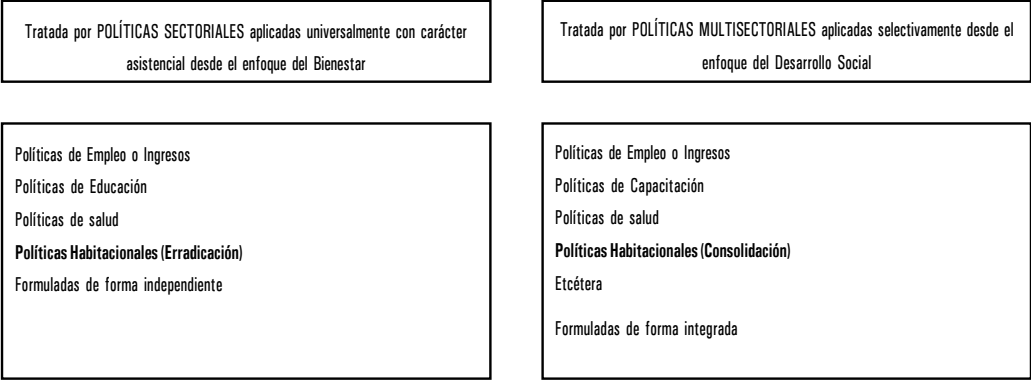 Tratada por POLÍTICAS SECTORIALES aplicadas universalmente con carácter
asistencial desde el enfoque del Bienestar
Tratada por POLÍTICAS MULTISECTORIALES aplicadas selectivamente desde el
enfoque del Desarrollo Social
Políticas de Empleo o Ingresos
Políticas de Educación
Políticas de salud
Políticas Habitacionales (Erradicación)
Formuladas de forma independiente
Políticas de Empleo o Ingresos
Políticas de Capacitación
Políticas de salud
Políticas Habitacionales (Consolidación)
Etcétera
Formuladas de forma integrada